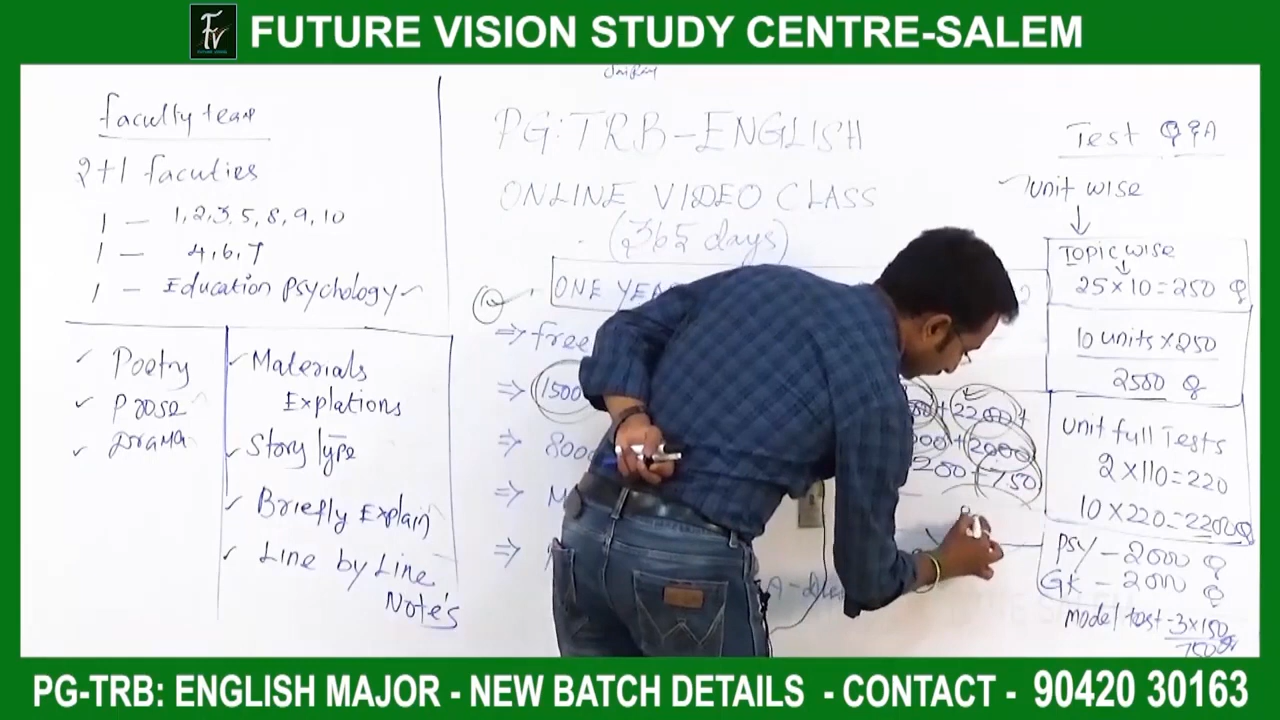 FUTURE VISION STUDY CENTRE-SALEM
faculty team
2+1 faculties
1 — 1,2,3,5,8,9,10
1 — 4,6,7
1 — Education Psychology
Poetry
Prose
Drama
Materials
Explations
Story Type
Briefly Explain
Line by Line
Note's
PG:TRB-ENGLISH
ONLINE VIDEO CLASS
(365 days)
ONE YEA
⇒ free
⇒ 1500
⇒ 800
⇒ M
⇒
+2200+
+2000
200+750
Test Q&A
unit wise
Topic wise
25×10=250 Q
10 units×250
2500 Q
unit full Tests
2×110=220
10×220=2200Q
Psy-2000 Q
GK-2000 Q
model test-3×150
PG-TRB: ENGLISH MAJOR - NEW BATCH DETAILS - CONTACT - 90420 30163